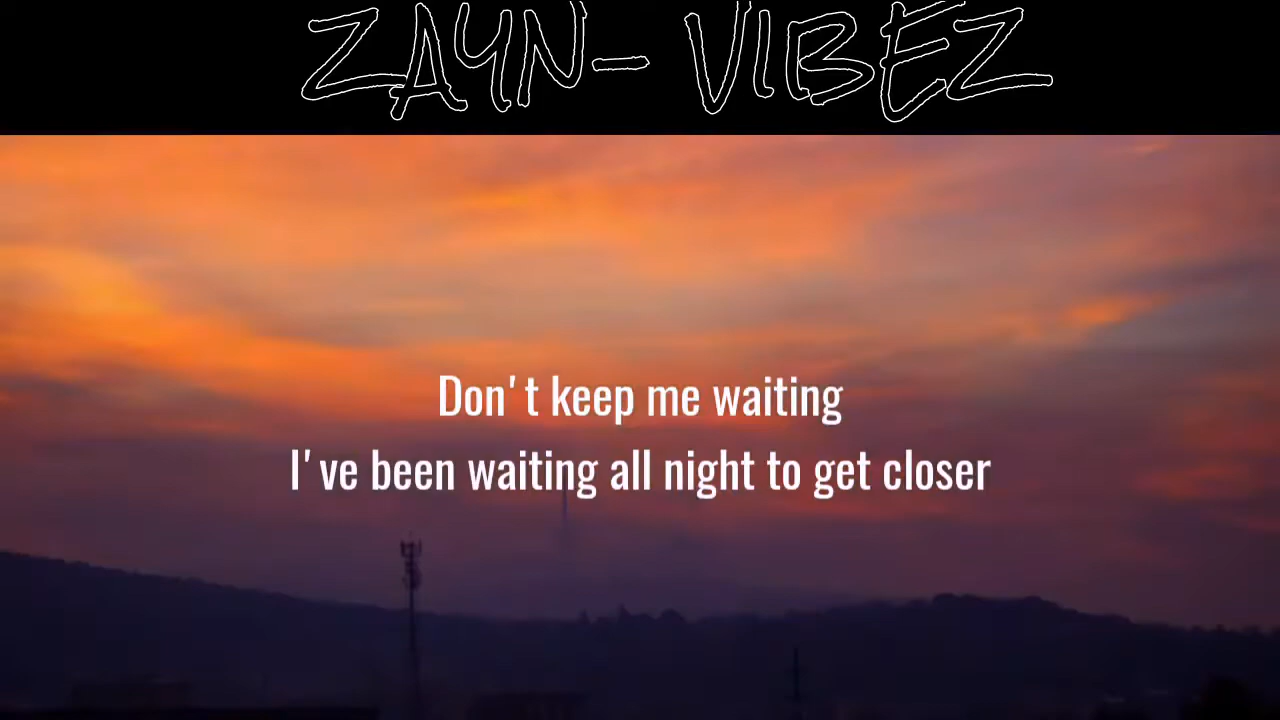 ZAYN- VIBEZ
Don't keep me waiting
I've been waiting all night to get closer